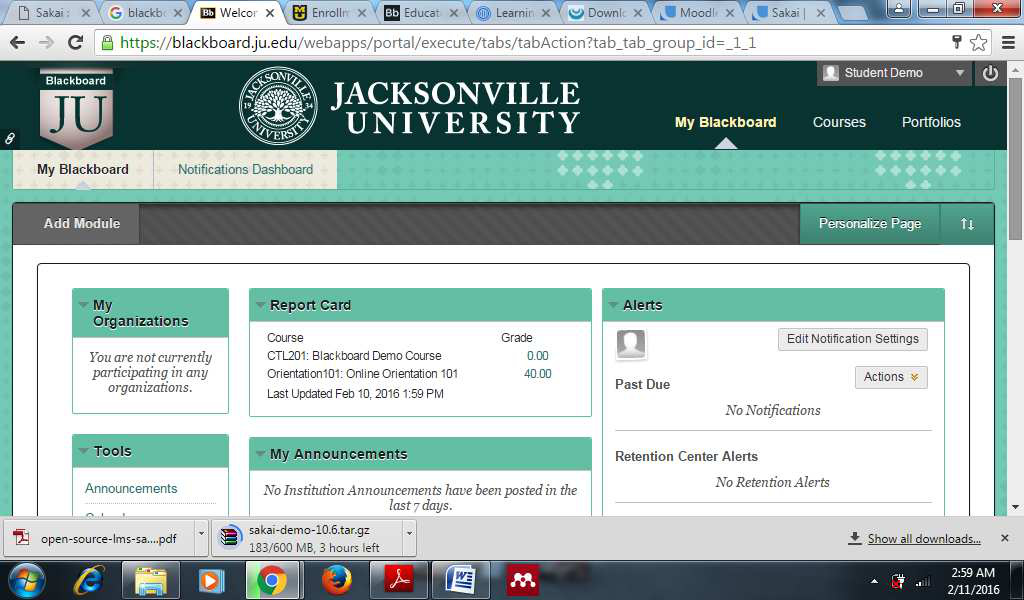 Sakai :
blackbo
Welcor
Enrollm
Educat
Learnin
Downlo
Moodle
Sakai |
https://blackboard.ju.edu/webapps/portal/execute/tabs/tabAction?tab_tab_group_id=_1_1
Blackboard
JU
JACKSONVILLE
UNIVERSITY
Student Demo
My Blackboard
Courses
Portfolios
My Blackboard
Notifications Dashboard
Add Module
Personalize Page
My
Organizations
You are not currently
participating in any
organizations.
Tools
Announcements
Report Card
Course Grade
CTL201: Blackboard Demo Course 0.00
Orientation101: Online Orientation 101 40.00
Last Updated Feb 10, 2016 1:59 PM
My Announcements
No Institution Announcements have been posted in the
last 7 days.
Alerts
Edit Notification Settings
Actions
Past Due
No Notifications
Retention Center Alerts
No Retention Alerts
open-source-lms-sa....pdf
sakai-demo-10.6.tar.gz
183/600 MB, 3 hours left
Show all downloads...
2:59 AM
2/11/2016